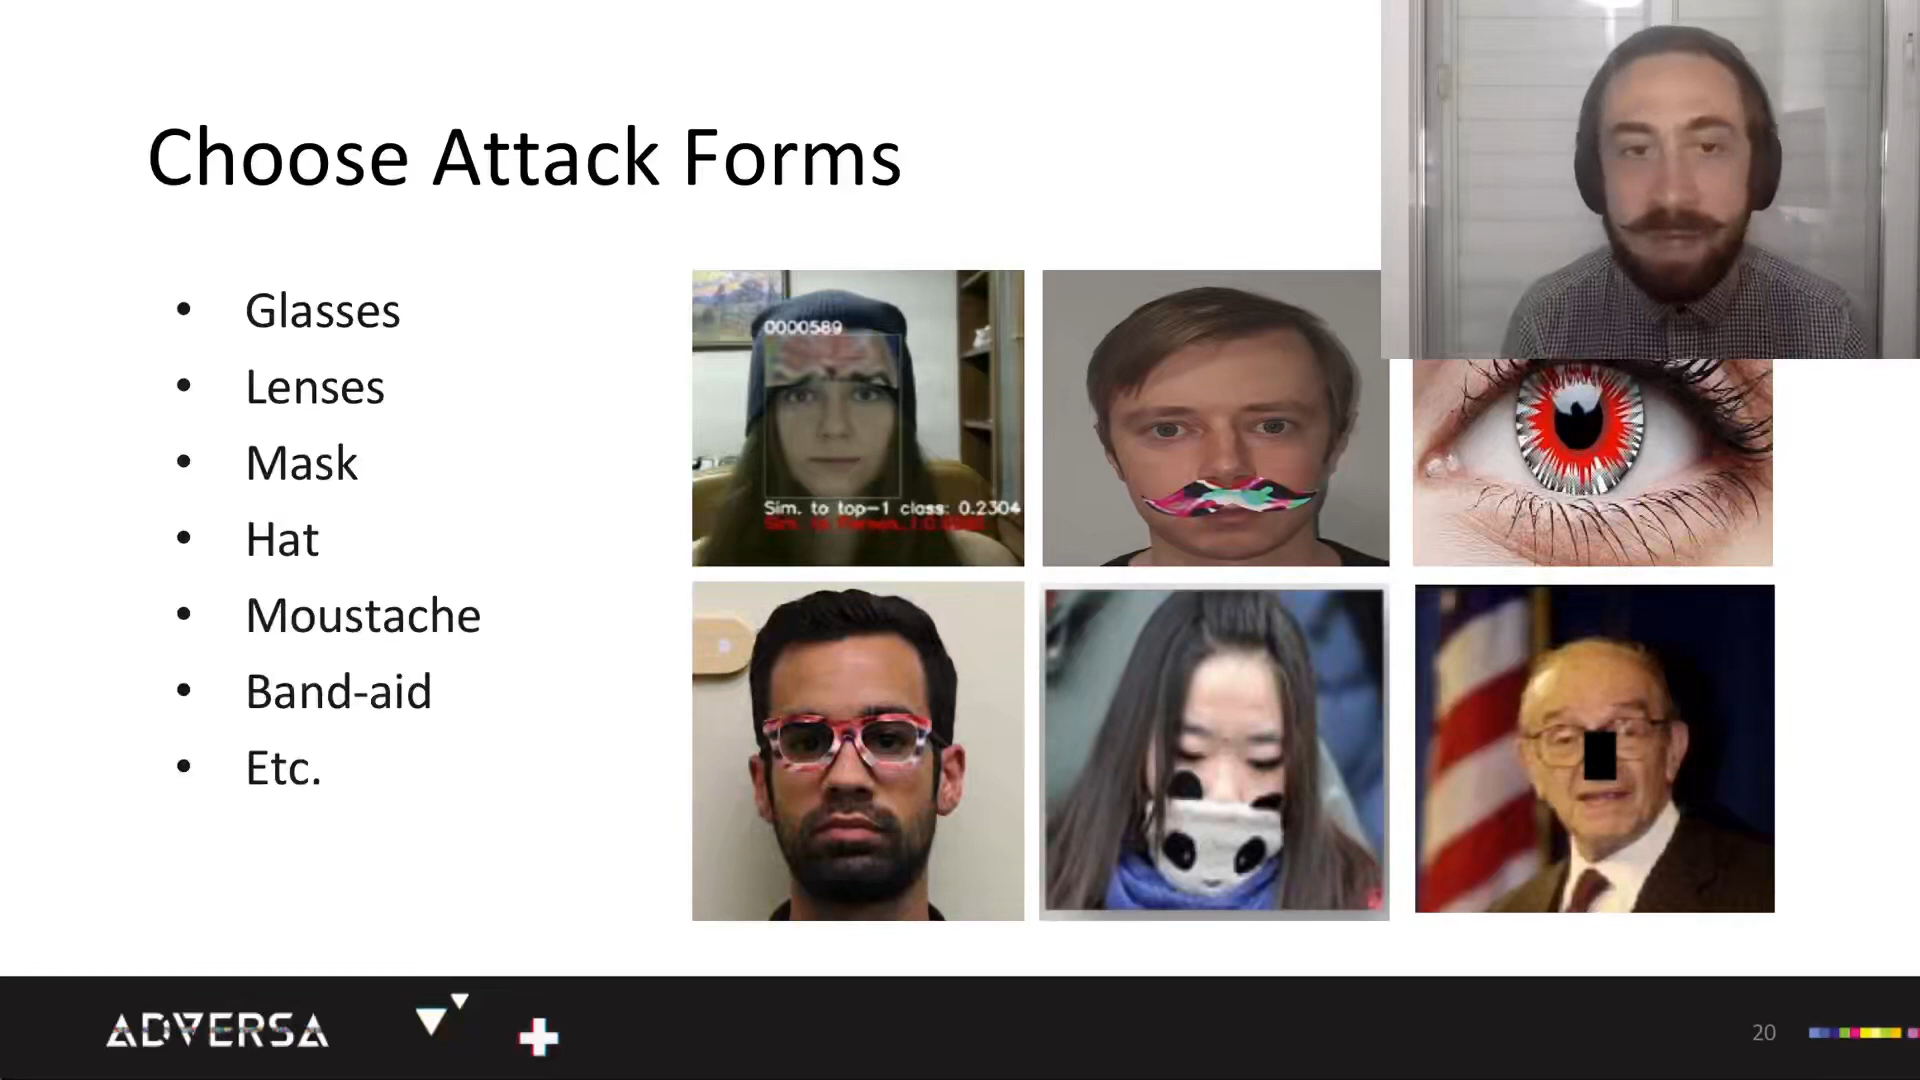 Choose Attack Forms
• Glasses
• Lenses
• Mask
• Hat
• Moustache
• Band-aid
• Etc.
0000589
Sim. to top-1 class: 0.2304
ADVERSA
20